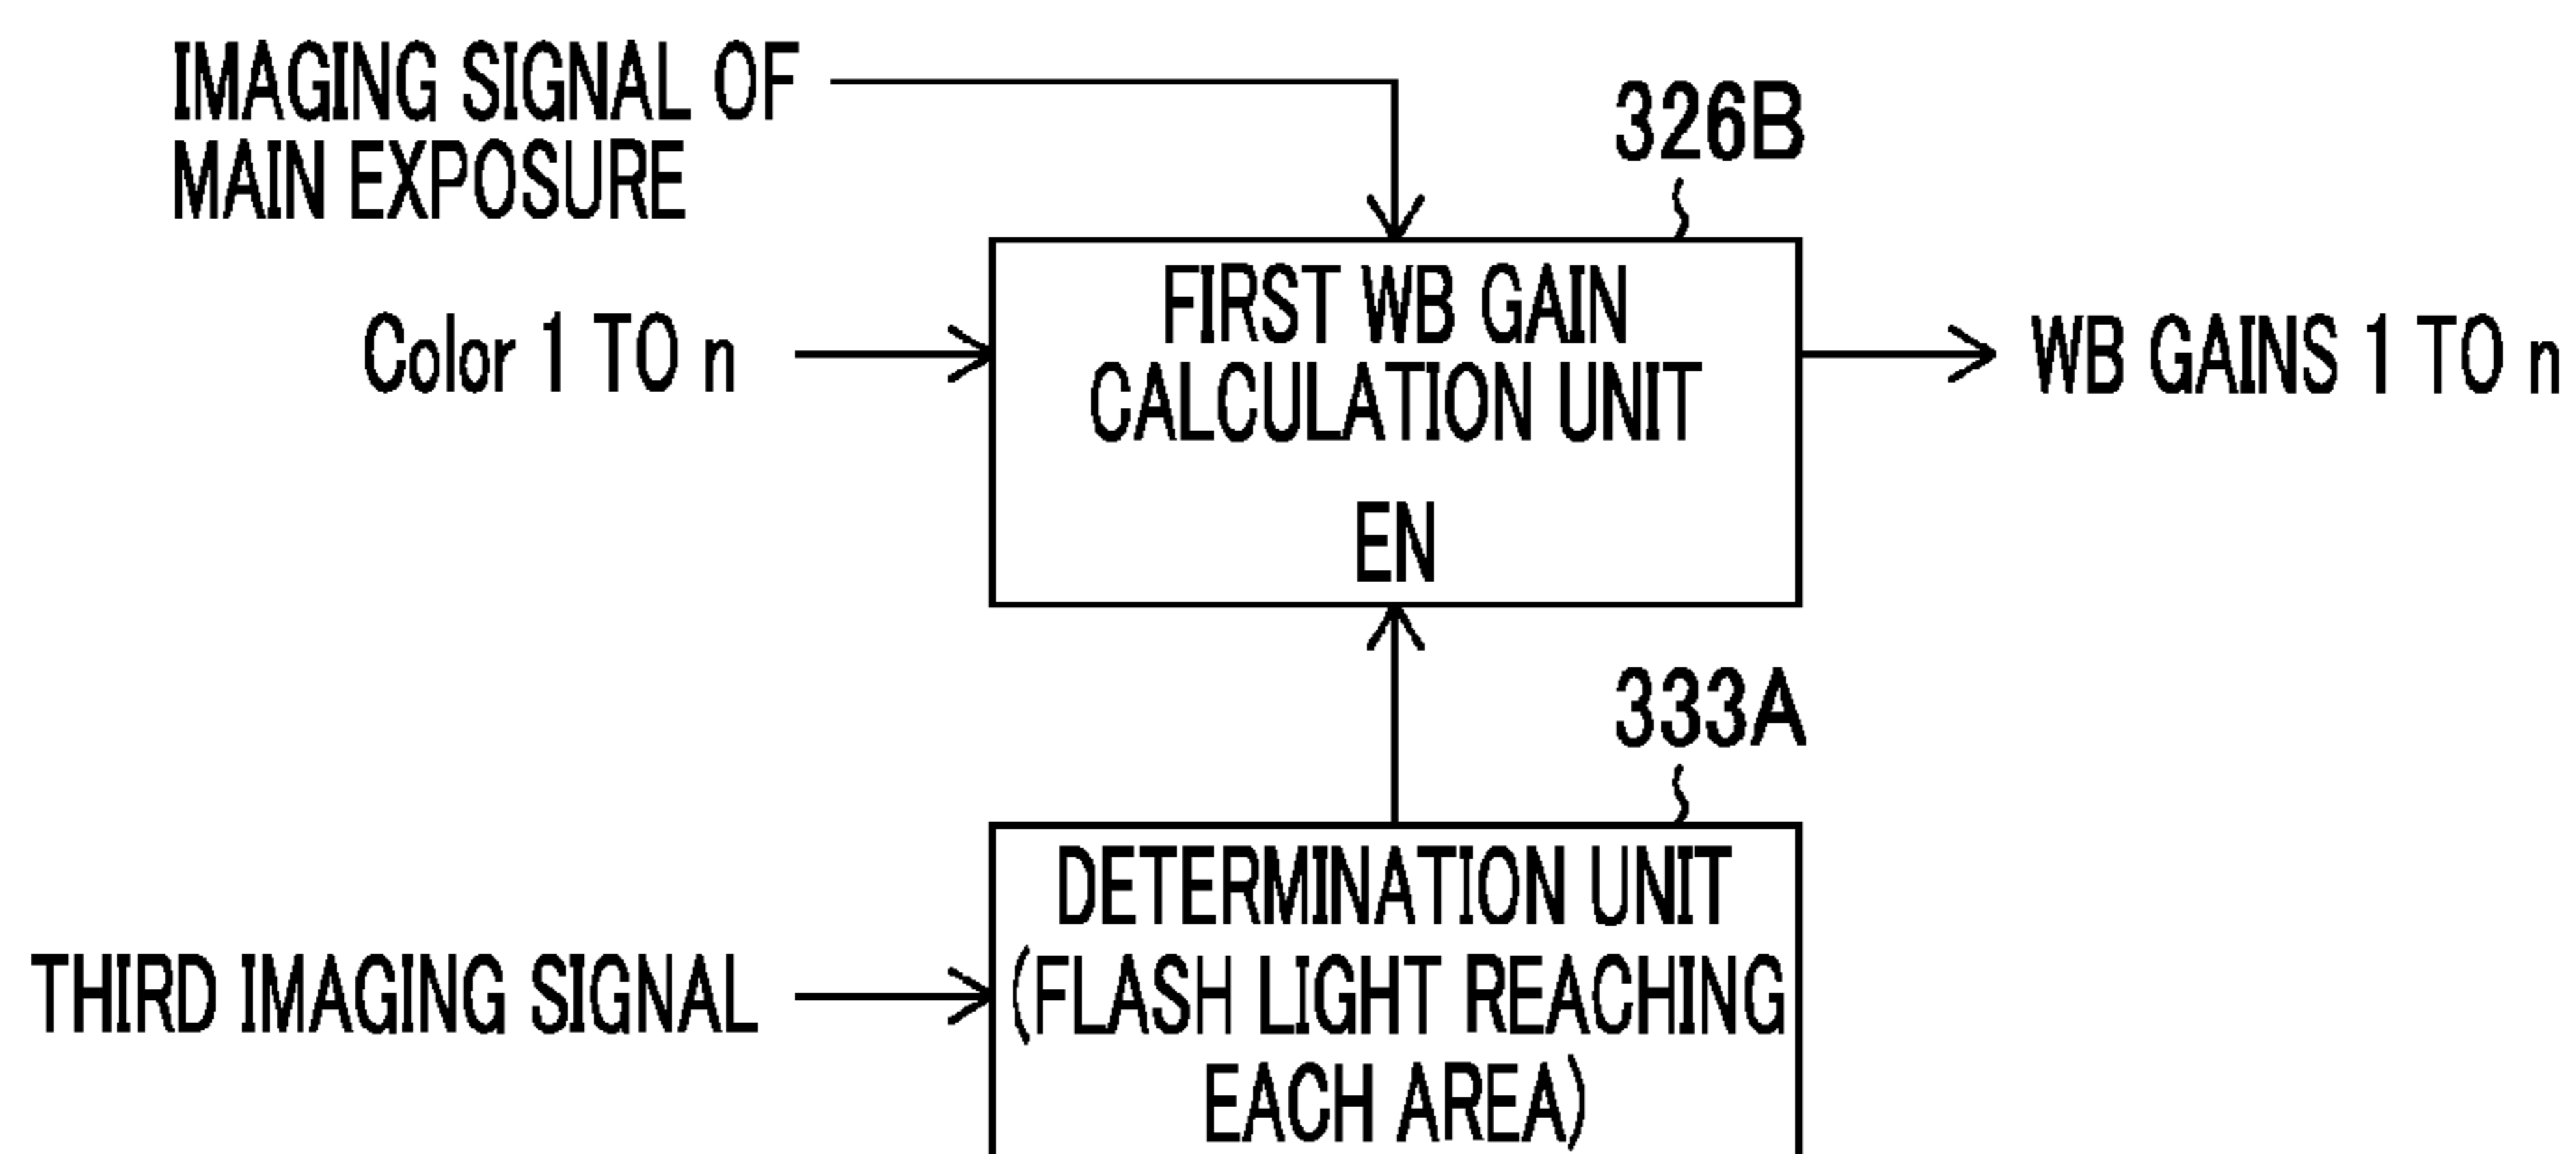 IMAGING SIGNAL OF
MAIN EXPOSURE
326B
Color 1 TO n
FIRST WB GAIN
CALCULATION UNIT
EN
WB GAINS 1 TO n
333A
THIRD IMAGING SIGNAL
DETERMINATION UNIT
(FLASH LIGHT REACHING
EACH AREA)